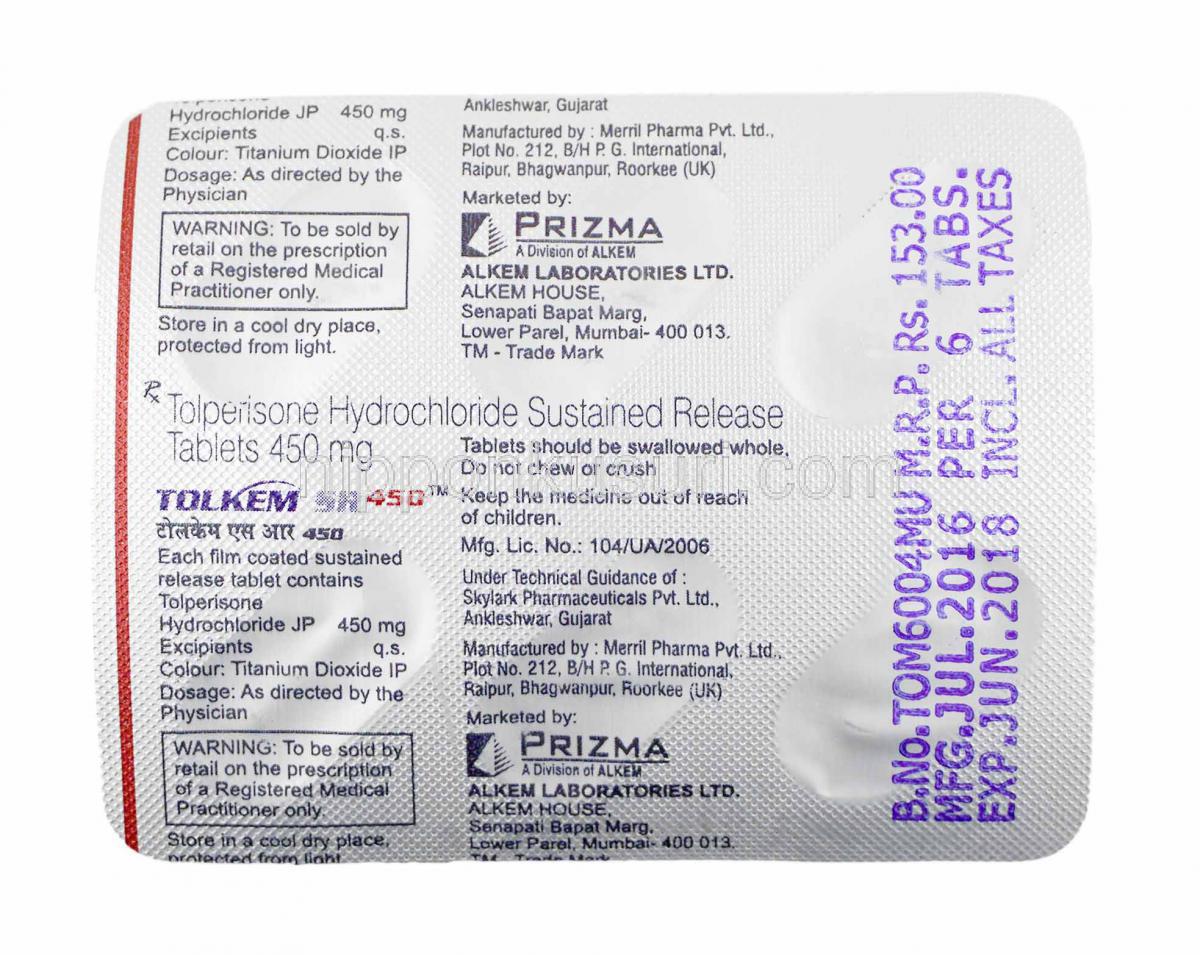 Hydrochloride JP 450 mg
Excipients q.s.
Colour: Titanium Dioxide IP
Dosage: As directed by the
Physician
WARNING: To be sold by
retail on the prescription
of a Registered Medical
Practitioner only.
Store in a cool dry place,
protected from light.
Ankleshwar, Gujarat
Manufactured by : Merril Pharma Pvt. Ltd.,
Plot No. 212, B/H P. G. International,
Raipur, Bhagwanpur, Roorkee (UK)
Marketed by:
PRIZMA
A Division of ALKEM
ALKEM LABORATORIES LTD.
ALKEM HOUSE,
Senapati Bapat Marg,
Lower Parel, Mumbai- 400 013.
TM - Trade Mark
Rx Tolperisone Hydrochloride Sustained Release
Tablets 450 mg
TOLKEM SR 450™
टोलकेम एस आर 450
Each film coated sustained
release tablet contains
Tolperisone
Hydrochloride JP 450 mg
Excipients q.s.
Colour: Titanium Dioxide IP
Dosage: As directed by the
Physician
WARNING: To be sold by
retail on the prescription
of a Registered Medical
Practitioner only.
Store in a cool dry place,
protected from light
Tablets should be swallowed whole,
Do not chew or crush
Keep the medicine out of reach
of children.
Mfg. Lic. No.: 104/UA/2006
Under Technical Guidance of :
Skylark Pharmaceuticals Pvt. Ltd.,
Ankleshwar, Gujarat
Manufactured by : Merril Pharma Pvt. Ltd.,
Plot No. 212, B/H P. G. International,
Raipur, Bhagwanpur, Roorkee (UK)
Marketed by:
PRIZMA
A Division of ALKEM
ALKEM LABORATORIES LTD.
ALKEM HOUSE,
Senapati Bapat Marg,
Lower Parel, Mumbai- 400 013.
TM - Trade Mark
B.No.TOM6004MU M.R.P. Rs. 153.00
MFG.JUL.2016 PER 6 TABS.
EXP.JUN.2018 INCL. ALL TAXES
nipponkusuri.com